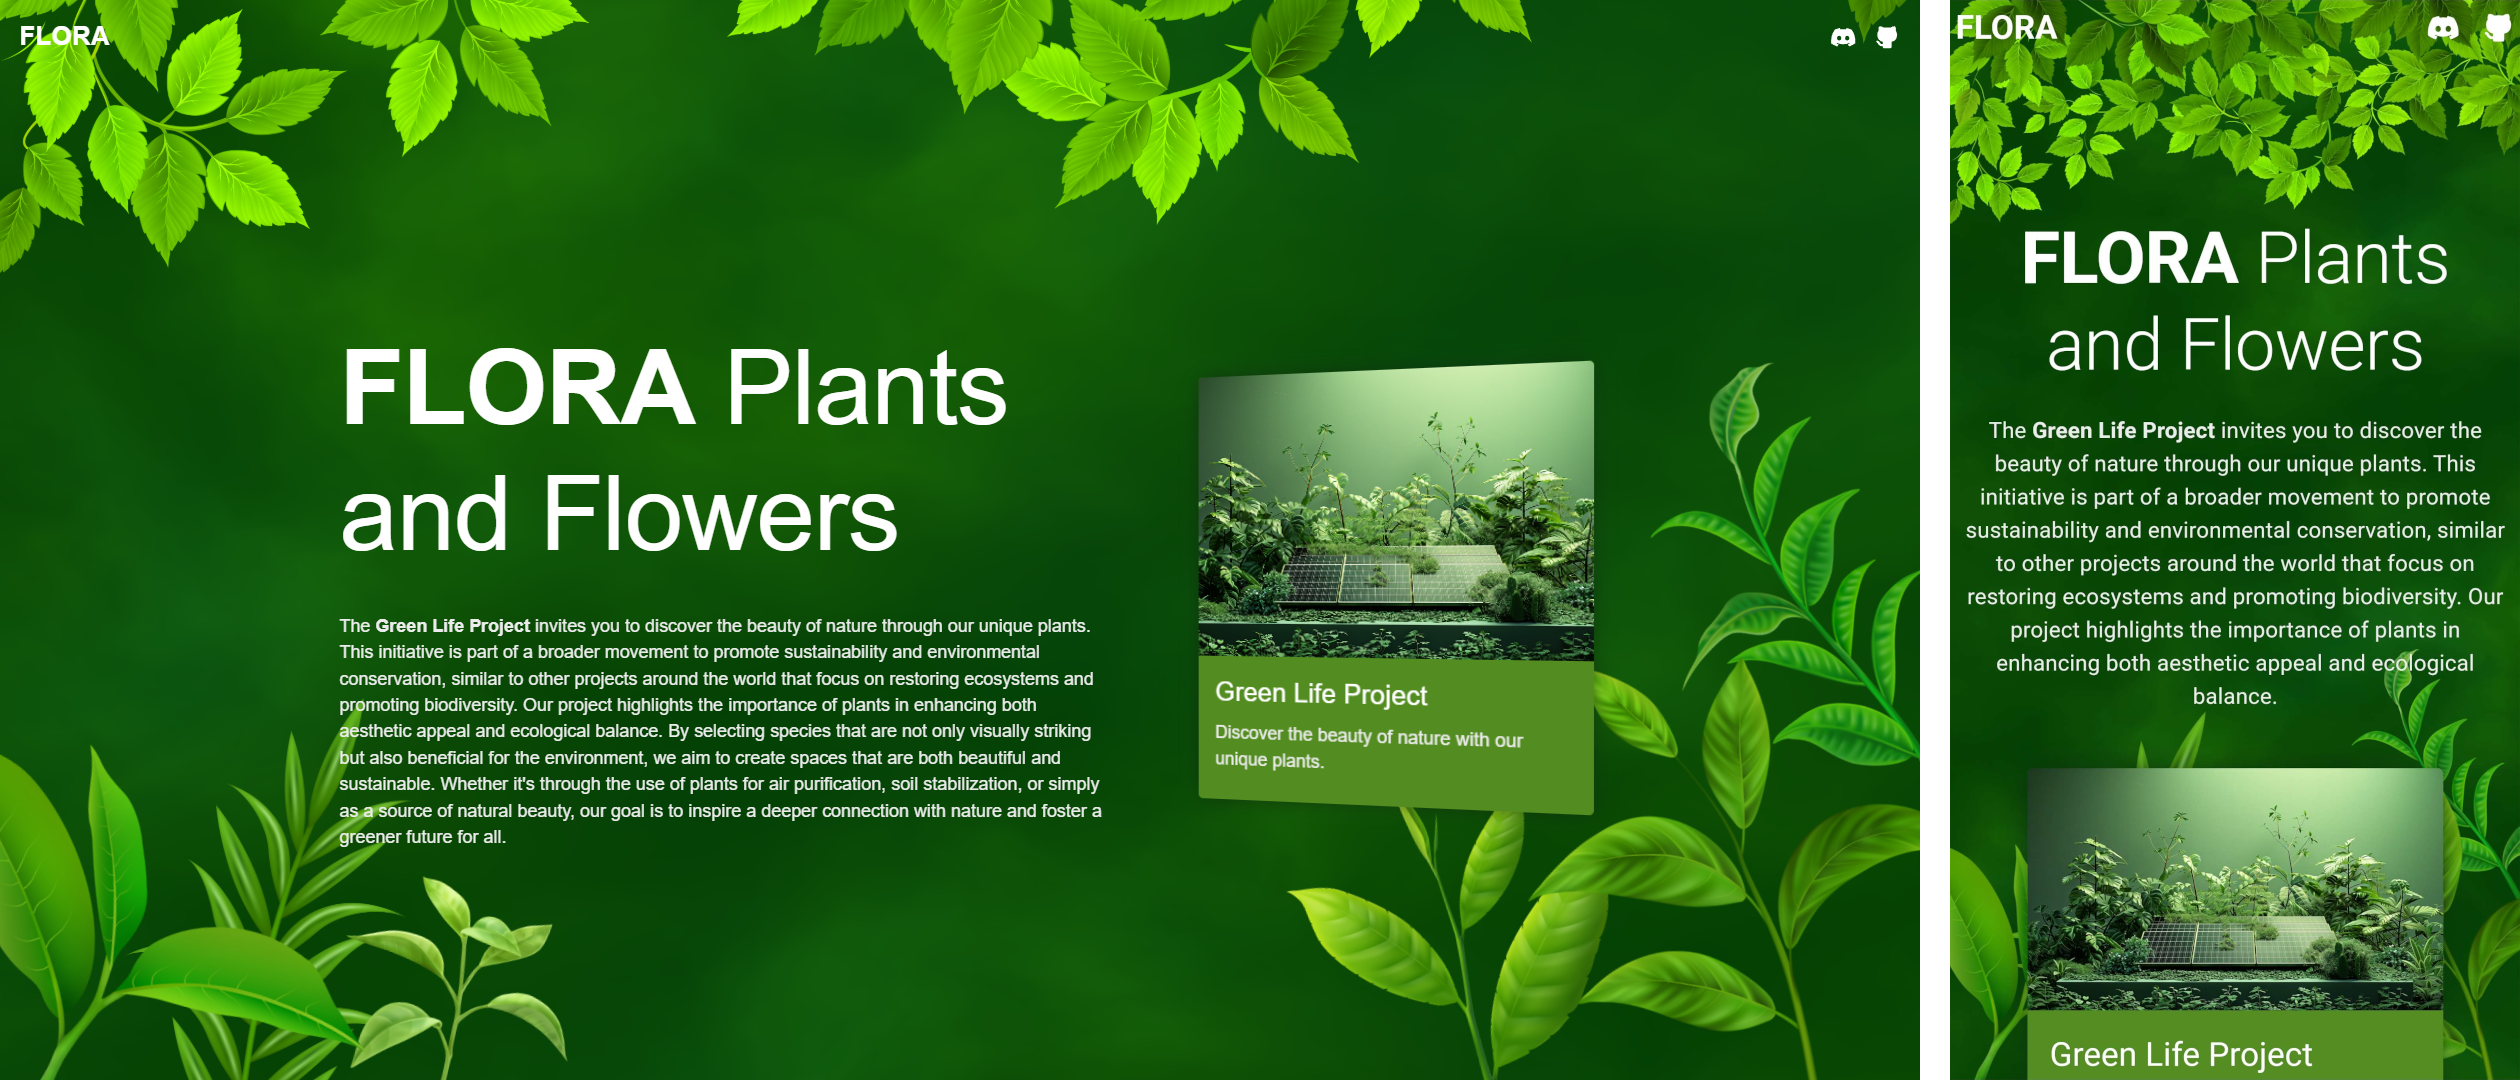 FLORA
FLORA Plants
and Flowers
The Green Life Project invites you to discover the beauty of nature through our unique plants.
This initiative is part of a broader movement to promote sustainability and environmental
conservation, similar to other projects around the world that focus on restoring ecosystems and
promoting biodiversity. Our project highlights the importance of plants in enhancing both
aesthetic appeal and ecological balance. By selecting species that are not only visually striking
but also beneficial for the environment, we aim to create spaces that are both beautiful and
sustainable. Whether it's through the use of plants for air purification, soil stabilization, or simply
as a source of natural beauty, our goal is to inspire a deeper connection with nature and foster a
greener future for all.
Green Life Project
Discover the beauty of nature with our
unique plants.
FLORA
FLORA Plants
and Flowers
The Green Life Project invites you to discover the
beauty of nature through our unique plants. This
initiative is part of a broader movement to promote
sustainability and environmental conservation, similar
to other projects around the world that focus on
restoring ecosystems and promoting biodiversity. Our
project highlights the importance of plants in
enhancing both aesthetic appeal and ecological
balance.
Green Life Project